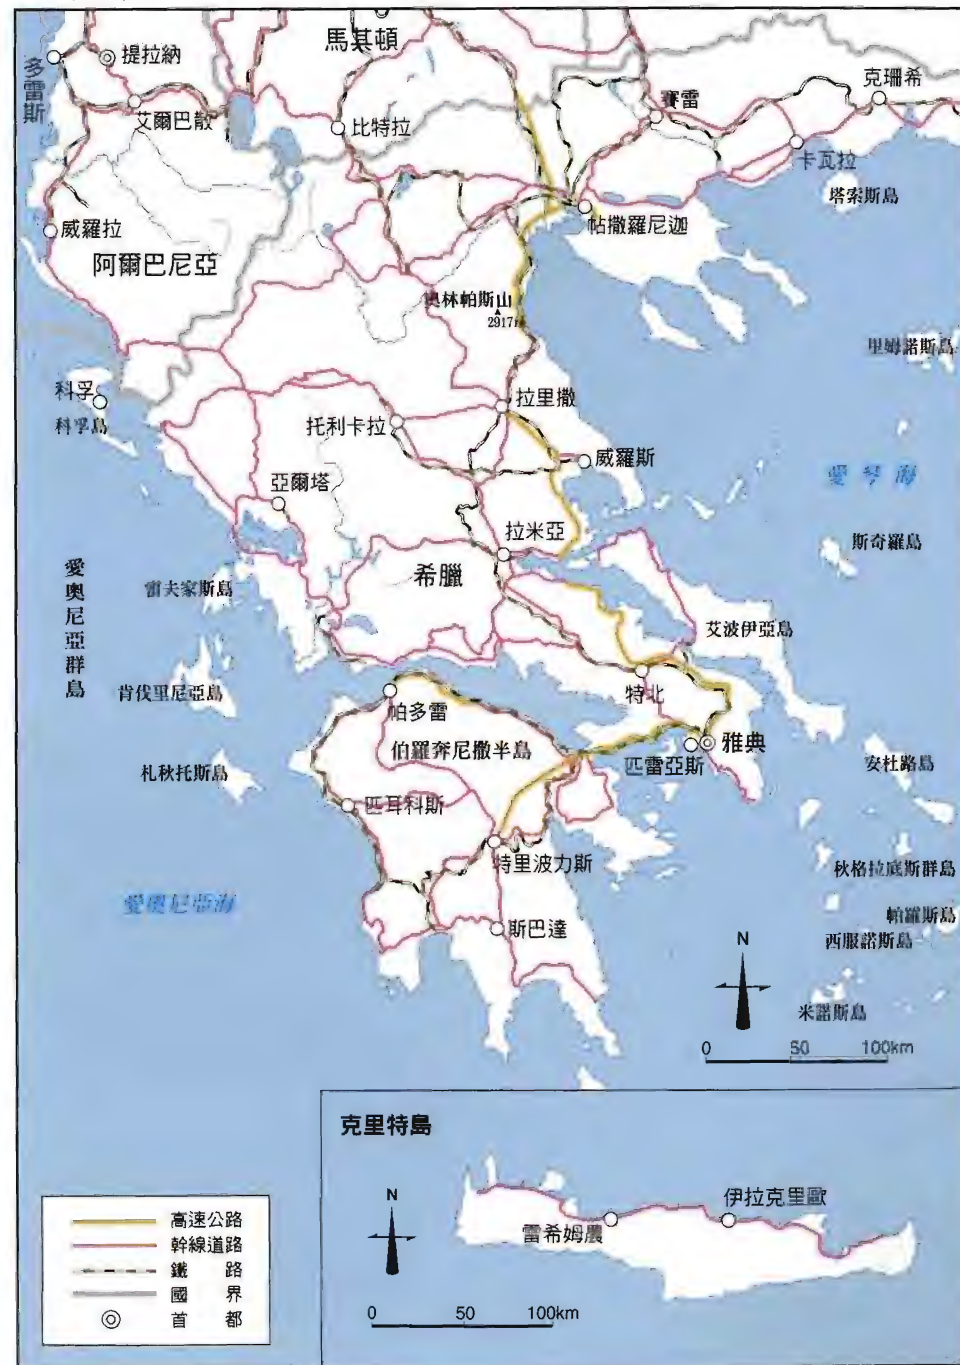 馬其頓
提拉納
多雷斯
艾爾巴散
比特拉
賽雷
克珊希
卡瓦拉
塔索斯島
威羅拉
阿爾巴尼亞
帖撒羅尼迦
奧林帕斯山
2917
里姆諾斯島
科孚
科孚島
托利卡拉
拉里撒
威羅斯
愛琴海
亞爾塔
拉米亞
斯奇羅島
希臘
愛奧尼亞群島
雷夫家斯島
艾波伊亞島
肯伐里尼亞島
特北
帕多雷
伯羅奔尼撒半島
雅典
匹雷亞斯
安杜路島
札秋托斯島
匹耳科斯
特里波力斯
秋格拉底斯群島
愛奧尼亞海
斯巴達
帕羅斯島
西服諾斯島
米諾斯島
N
0 50 100km
克里特島
N
伊拉克里歐
雷希姆農
0 50 100km
高速公路
幹線道路
鐵 路
國 界
首 都